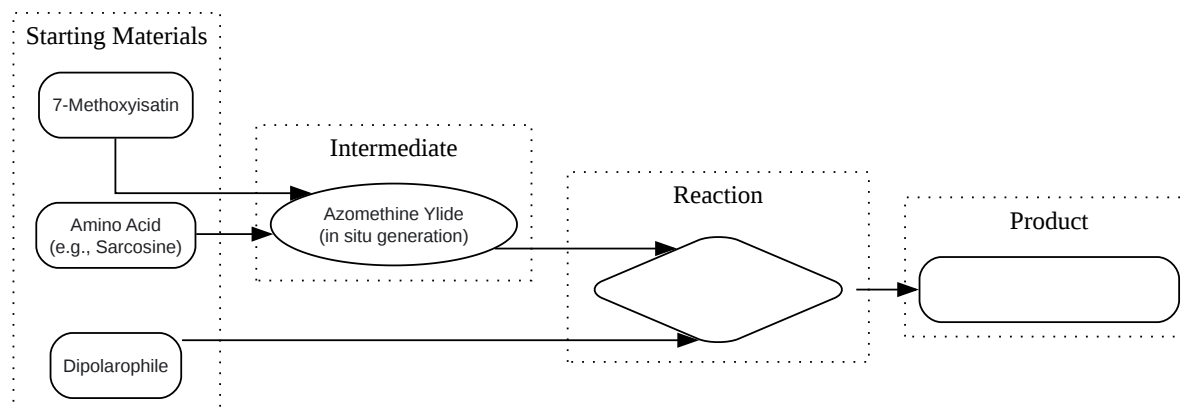 Starting Materials
7-Methoxyisatin
Amino Acid
(e.g., Sarcosine)
Dipolarophile
Intermediate
Azomethine Ylide
(in situ generation)
Reaction
Product